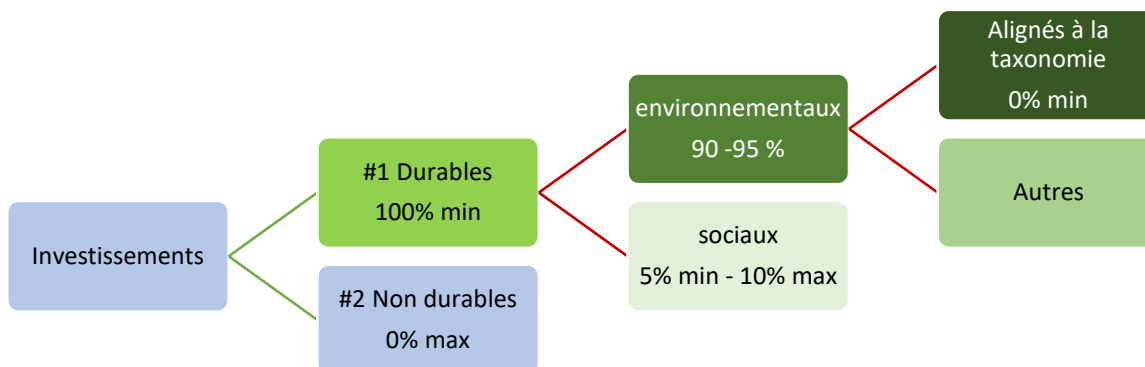 Investissements
#1 Durables
100% min
#2 Non durables
0% max
environnementaux
90 -95 %
sociaux
5% min - 10% max
Alignés à la
taxonomie
0% min
Autres